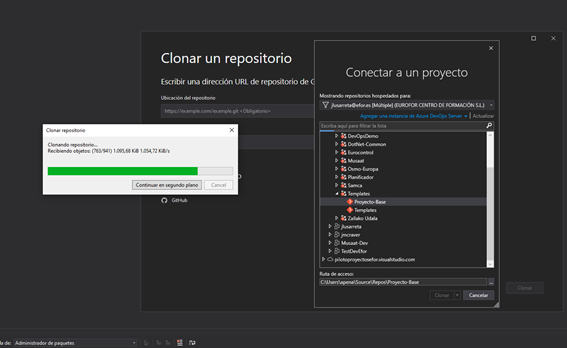 Clonar un repositorio
Escribir una dirección URL de repositorio de G
Ubicación del repositorio
https://example.com/example.git <Obligatorio>
GitHub
Clonar
Conectar a un proyecto
Mostrando repositorios hospedados para:
jlusarreta@efor.es [Múltiple] (EUROFOR CENTRO DE FORMACIÓN S.L.)
Agregar una instancia de Azure DevOps Server
Actualizar
Escriba aquí para filtrar la lista
DevOpsDemo
DotNet-Common
Eurocontrol
Musaat
Osmo-Europa
Planificador
Samca
Templates
Proyecto-Base
Templates
Zallako Udala
jlusarreta
jmcraver
Musaat-Dev
TestDevEfor
pilotoproyectosefor.visualstudio.com
Ruta de acceso:
C:\Users\apena\Source\Repos\Proyecto-Base
...
Clonar
Cancelar
Clonar repositorio
Clonando repositorio...
Recibiendo objetos: (763/941) 1.095,68 KiB 1.054,72 KiB/s
Continuar en segundo plano
Cancel
la de:
Administrador de paquetes